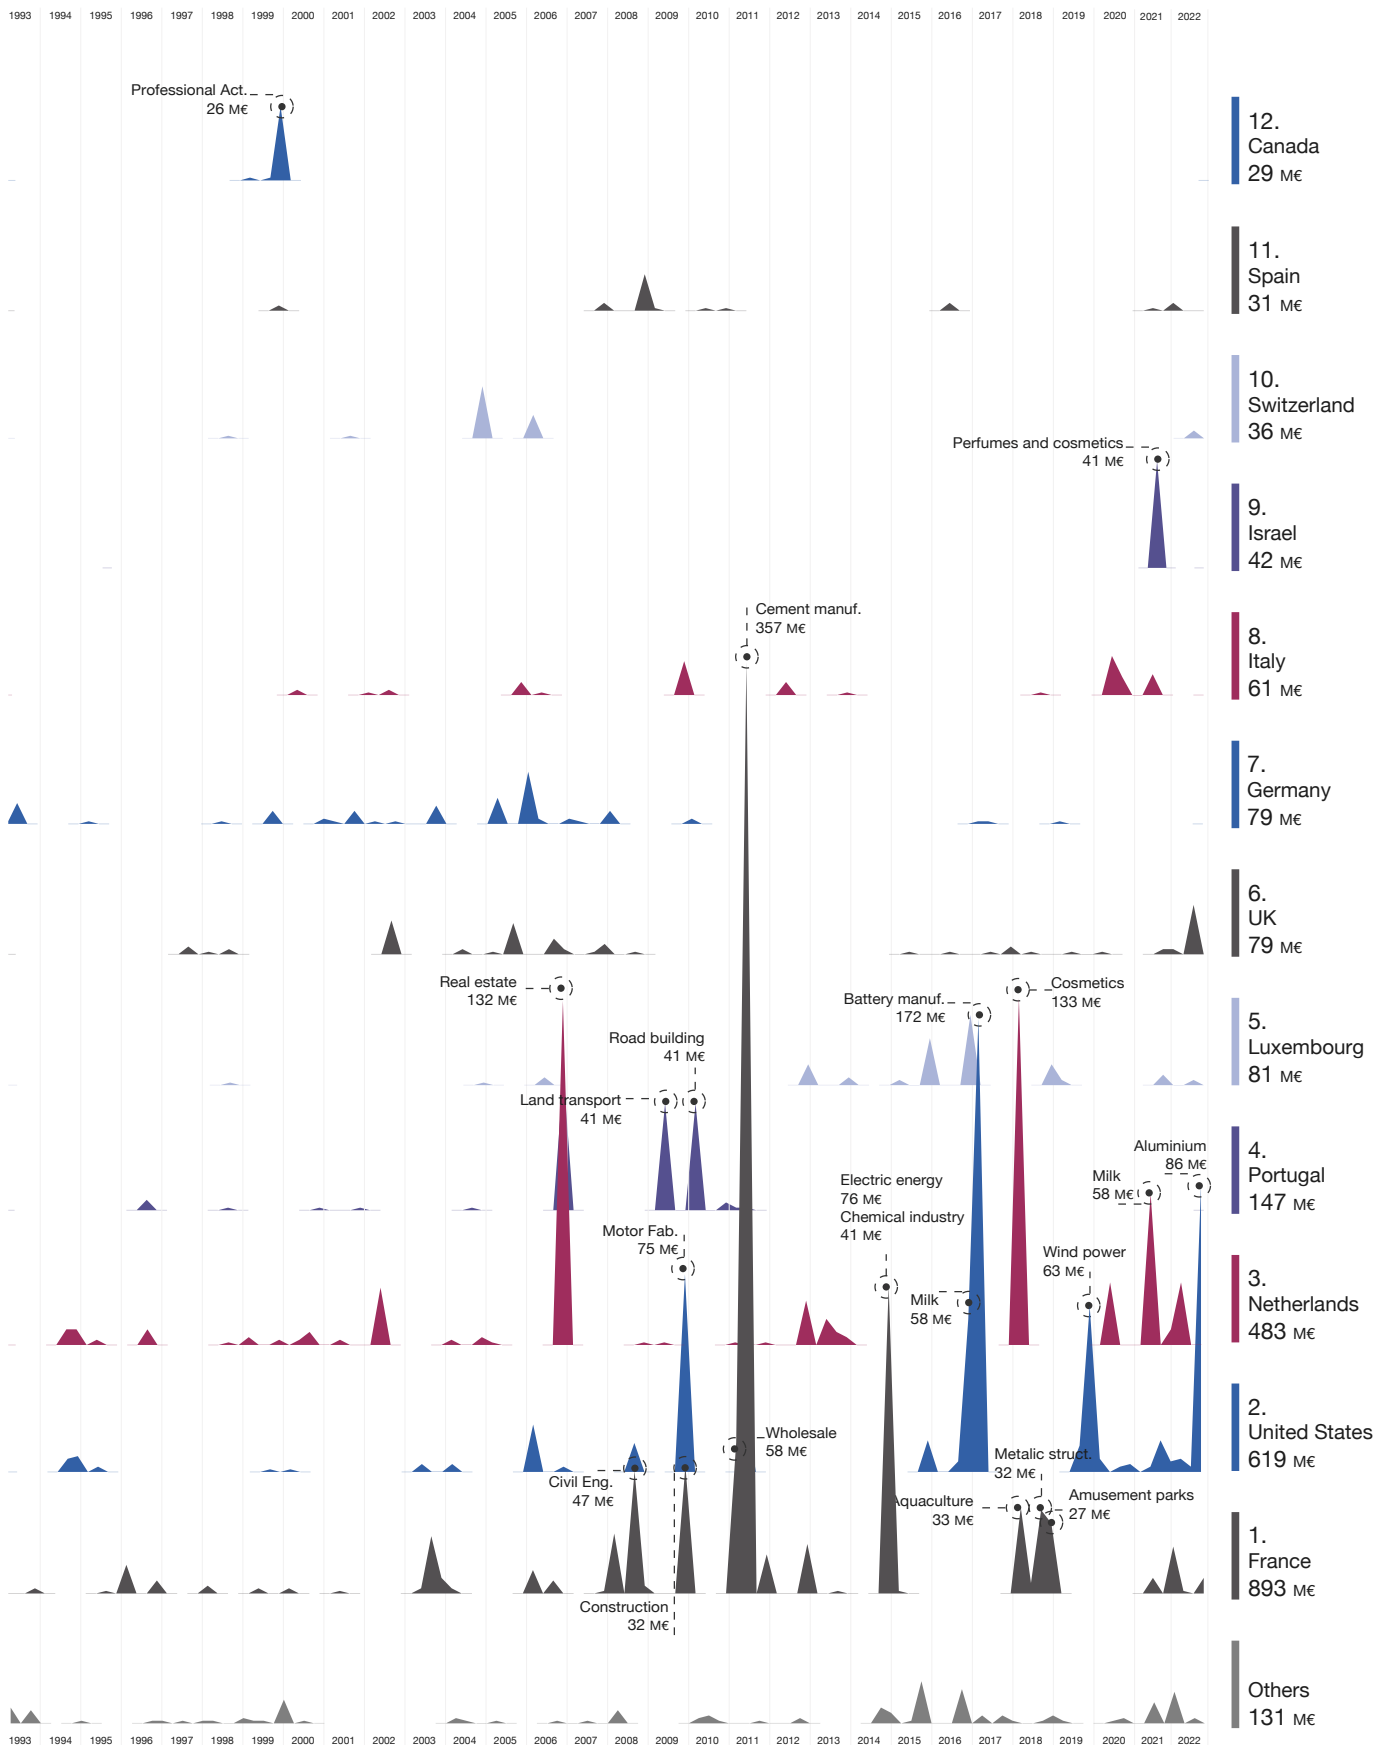 1993 1994 1995 1996 1997 1998 1999 2000 2001 2002 2003 2004 2005 2006 2007 2008 2009 2010 2011 2012 2013 2014 2015 2016 2017 2018 2019 2020 2021 2022
Professional Act.
26 M€
12.
Canada
29 M€
11.
Spain
31 M€
10.
Switzerland
36 M€
Perfumes and cosmetics
41 M€
9.
Israel
42 M€
Cement manuf.
357 M€
8.
Italy
61 M€
7.
Germany
79 M€
6.
UK
79 M€
Real estate
132 M€
Battery manuf.
172 M€
Cosmetics
133 M€
5.
Luxembourg
81 M€
Road building
41 M€
Land transport
41 M€
Aluminium
86 M€
Milk
58 M€
4.
Portugal
147 M€
Electric energy
76 M€
Chemical industry
41 M€
Motor Fab.
75 M€
Wind power
63 M€
Milk
58 M€
3.
Netherlands
483 M€
2.
United States
619 M€
Wholesale
58 M€
Metalic struct.
32 M€
Civil Eng.
47 M€
Aquaculture
33 M€
Amusement parks
27 M€
1.
France
893 M€
Construction
32 M€
Others
131 M€
1993 1994 1995 1996 1997 1998 1999 2000 2001 2002 2003 2004 2005 2006 2007 2008 2009 2010 2011 2012 2013 2014 2015 2016 2017 2018 2019 2020 2021 2022